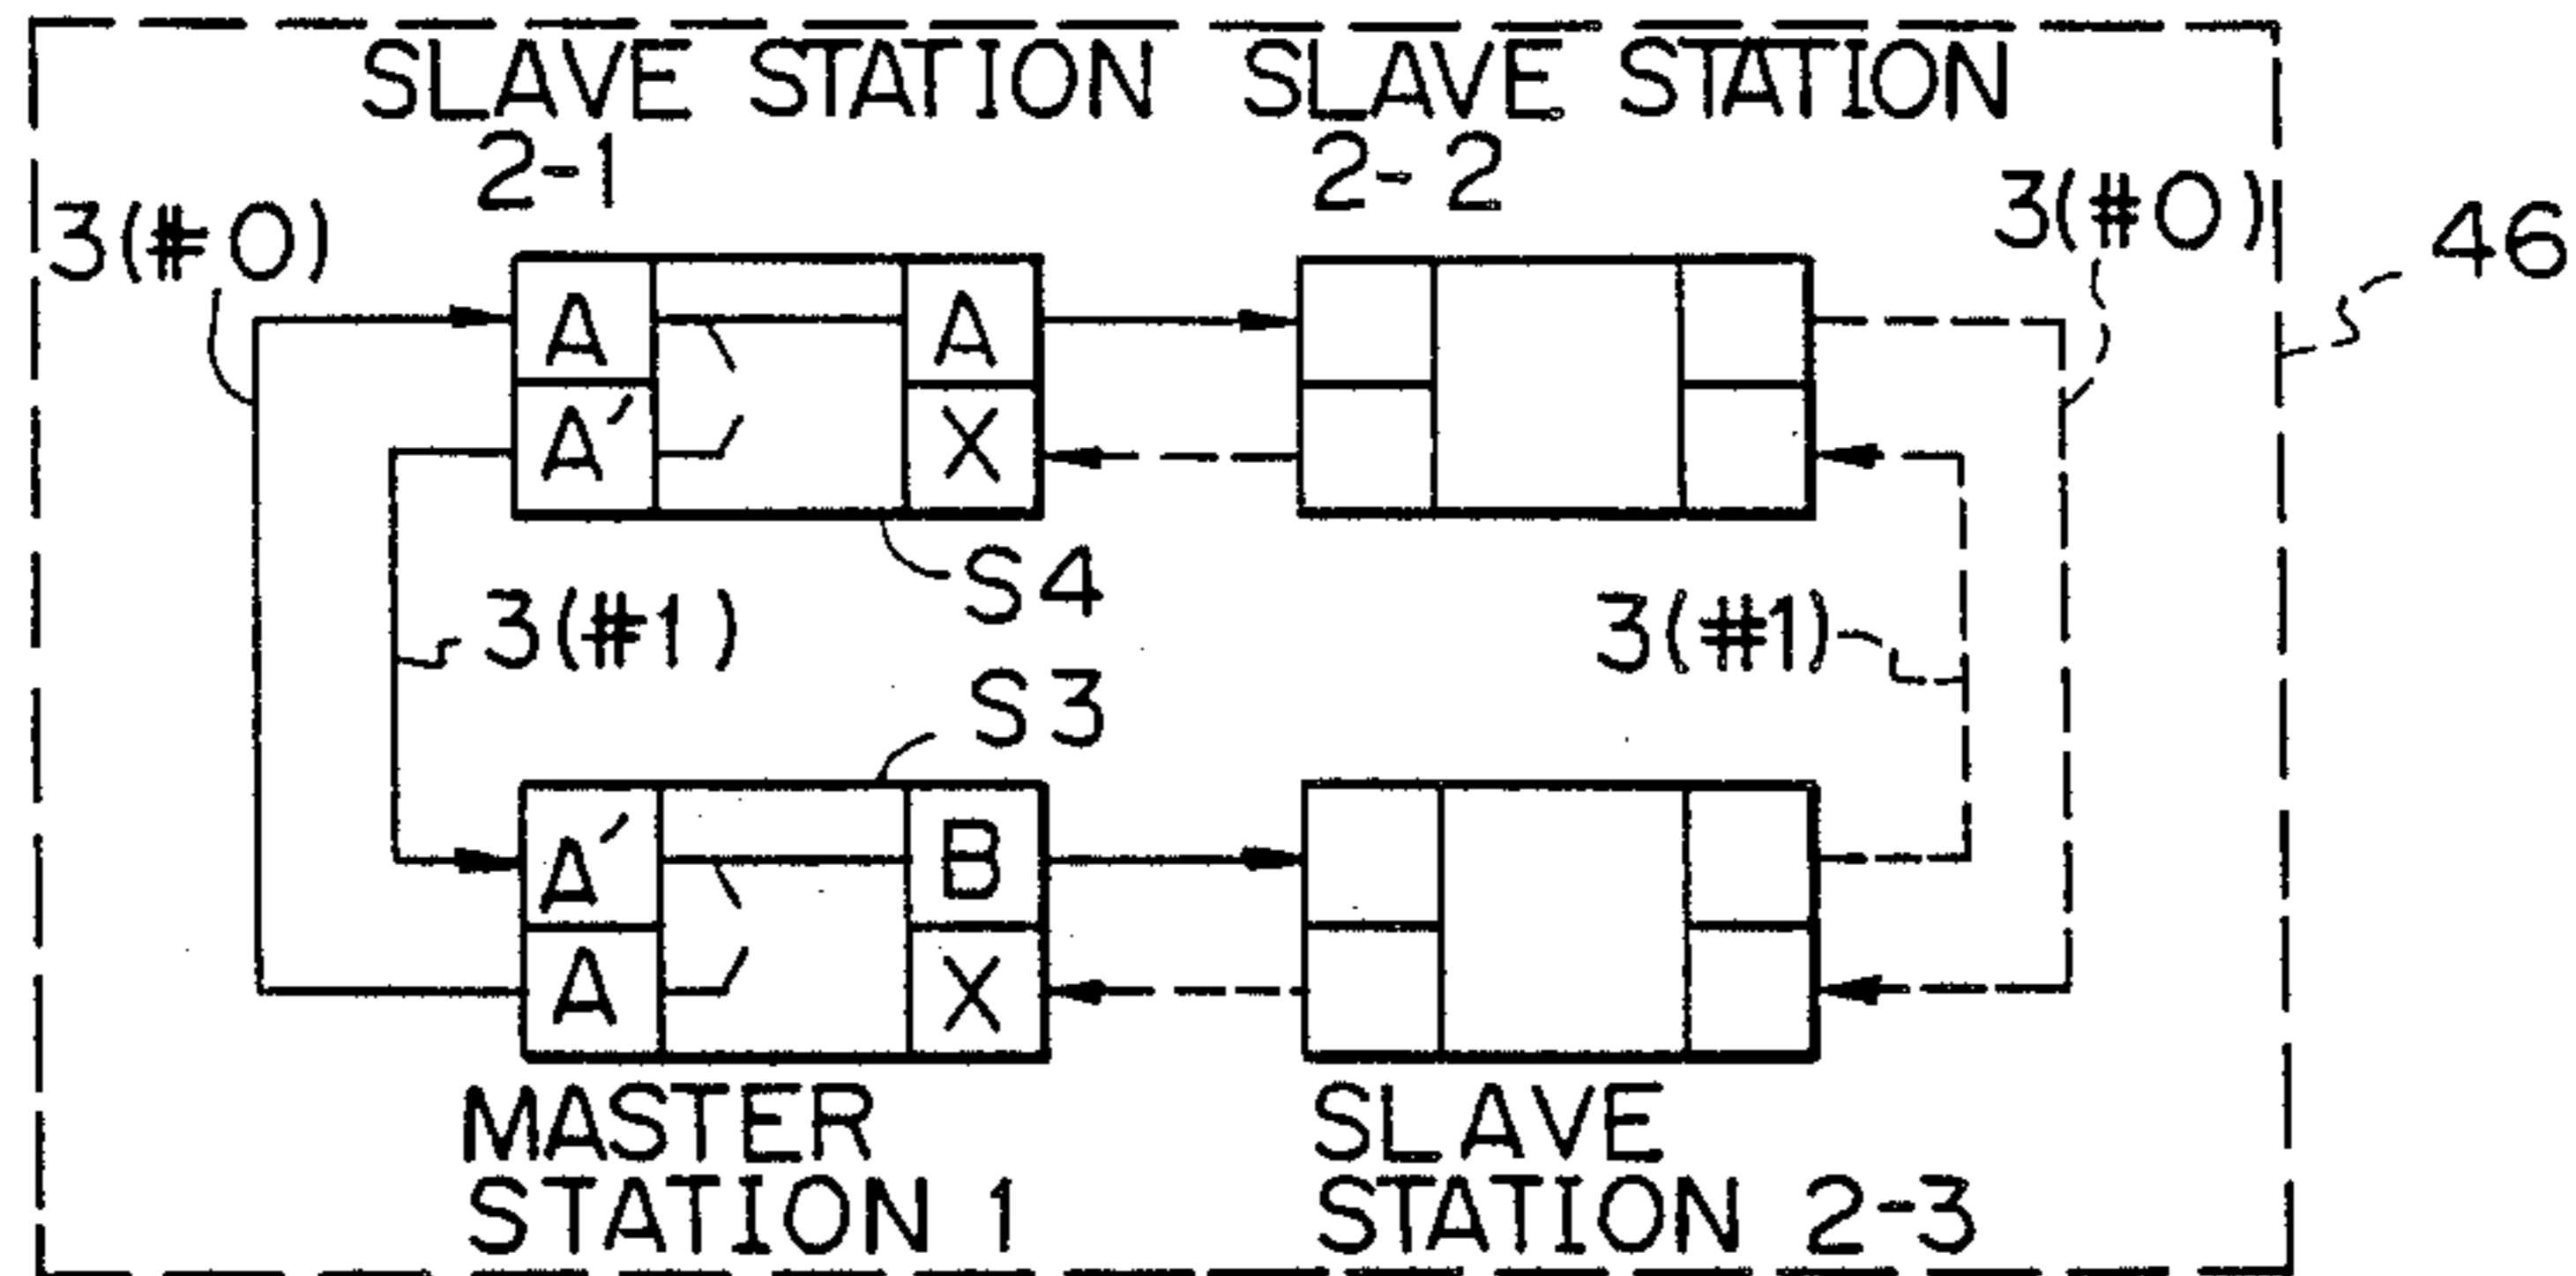 SLAVE STATION 2-1
SLAVE STATION 2-2
3(#0)
3(#0)
46
A
A
A'
X
S4
3(#1)
3(#1)
S3
A'
B
A
X
MASTER
STATION 1
SLAVE
STATION 2-3